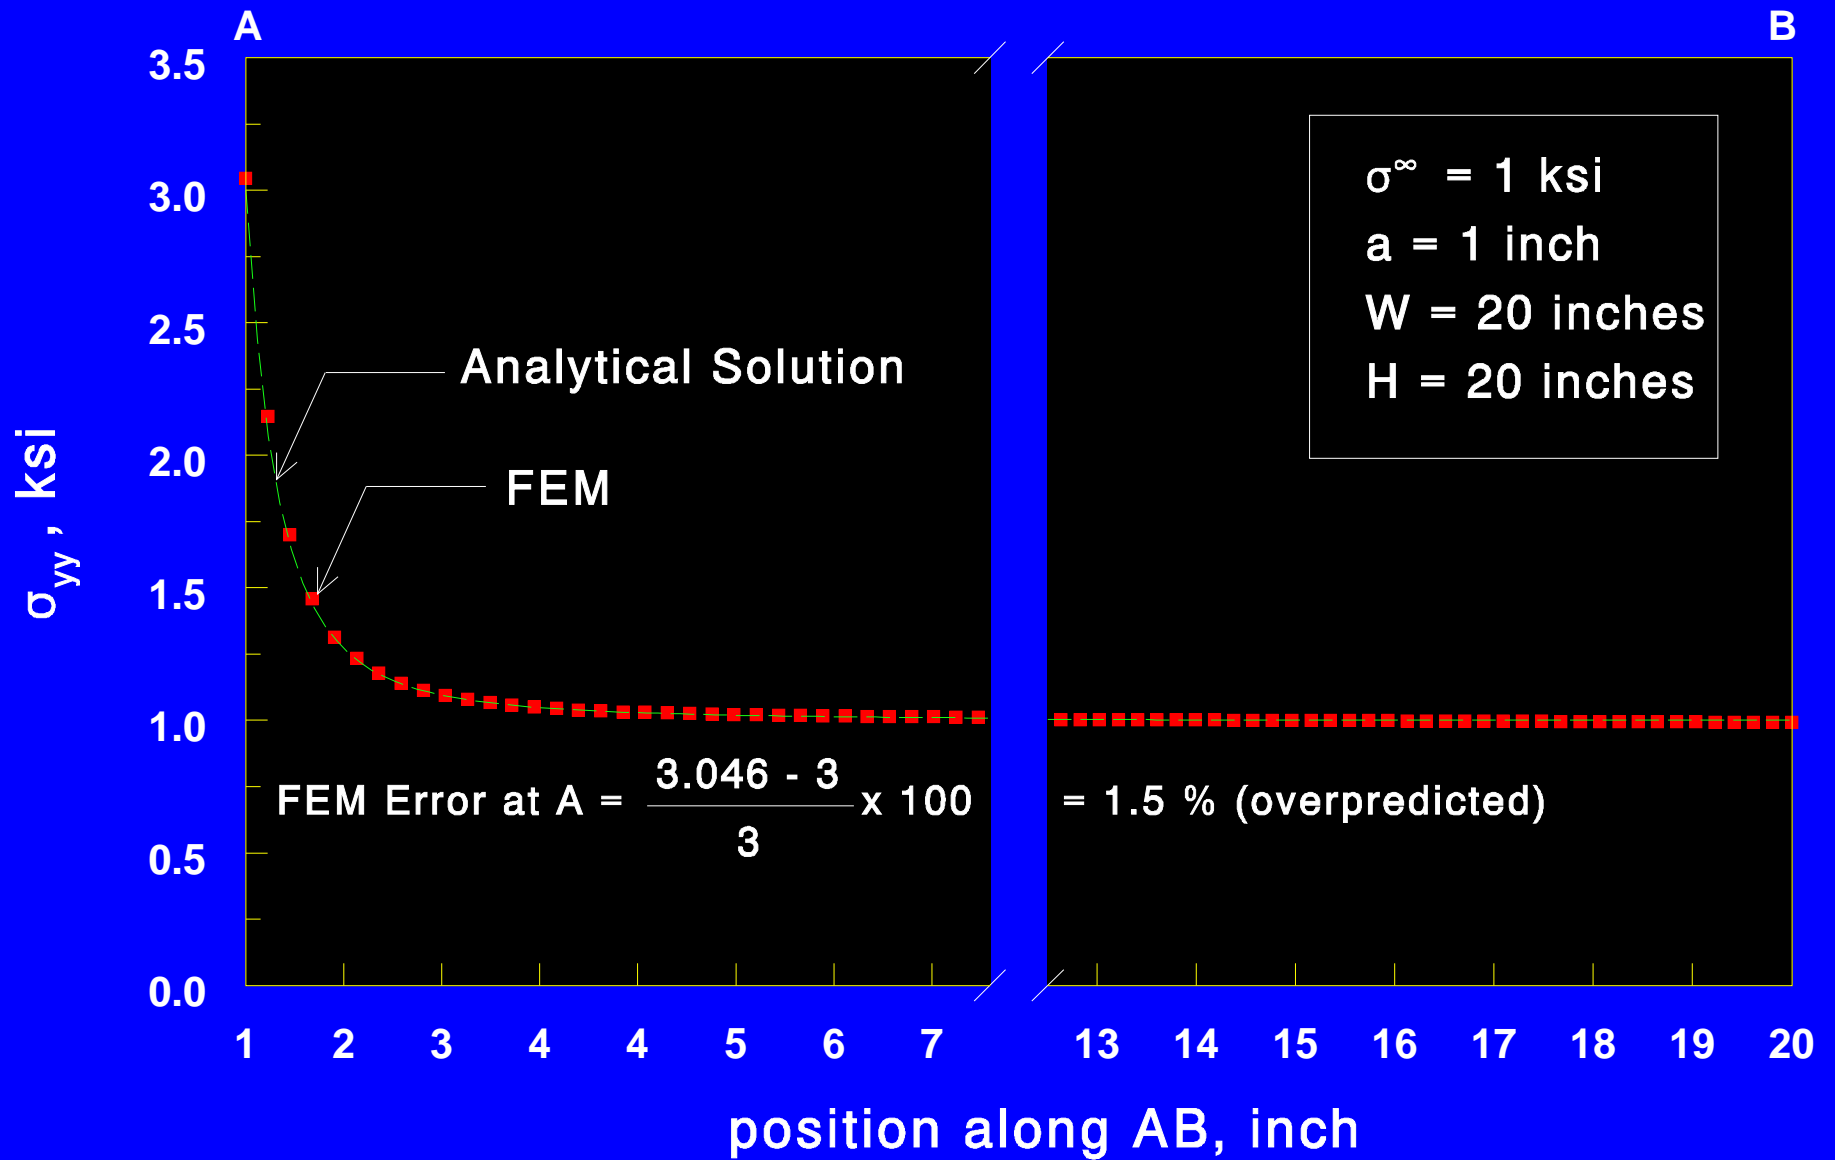 A
B
3.5
3.0
2.5
2.0
1.5
1.0
0.5
0.0
σyy, ksi
σ∞ = 1 ksi
a = 1 inch
W = 20 inches
H = 20 inches
Analytical Solution
FEM
FEM Error at A = 3.046 - 3 / 3 x 100 = 1.5 % (overpredicted)
1 2 3 4 4 5 6 7 13 14 15 16 17 18 19 20
position along AB, inch